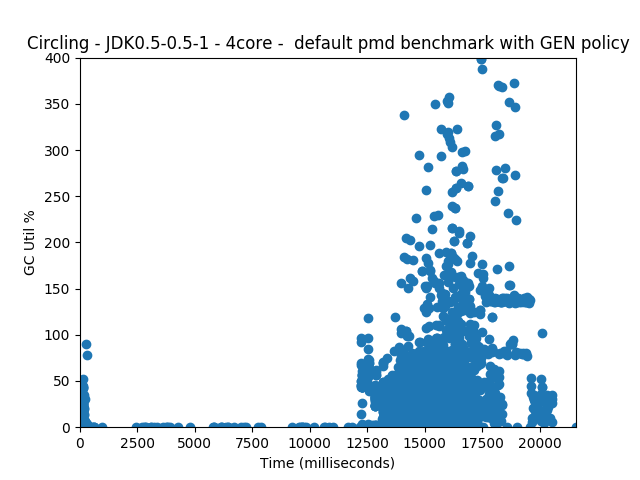 Circling - JDK0.5-0.5-1 - 4core -  default pmd benchmark with GEN policy
400
350
300
250
200
150
100
50
0
GC Util %
0 2500 5000 7500 10000 12500 15000 17500 20000
Time (milliseconds)